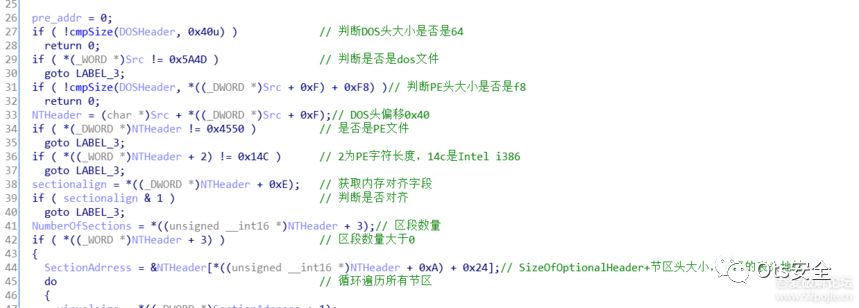 25
26 pre_addr = 0;
27 if ( !cmpSize(DOSHeader, 0x40u) ) // 判断DOS头大小是否是64
28 return 0;
29 if ( *(_WORD *)Src != 0x5A4D ) // 判断是否是dos文件
30 goto LABEL_3;
31 if ( !cmpSize(DOSHeader, *((_DWORD *)Src + 0xF) + 0xF8) )// 判断PE头大小是否是f8
32 return 0;
33 NTHeader = (char *)Src + *((_DWORD *)Src + 0xF);// DOS头偏移0x40
34 if ( *(_DWORD *)NTHeader != 0x4550 ) // 是否是PE文件
35 goto LABEL_3;
36 if ( *((_WORD *)NTHeader + 2) != 0x14C ) // 2为PE字符长度．14c是Intel i386
37 goto LABEL_3;
38 sectionalign = *((_DWORD *)NTHeader + 0xE); // 获取内存对齐字段
39 if ( sectionalign & 1 ) // 判断是否对齐
40 goto LABEL_3;
41 NumberOfSections = *((unsigned __int16 *)NTHeader + 3);// 区段数量
42 if ( *((_WORD *)NTHeader + 3) ) // 区段数量大于0
43 {
44 SectionAdrress = &NTHeader[*((unsigned __int16 *)NTHeader + 0xA) + 0x24];// SizeOfOptionalHeader+节区头大小,
45 do // 循环遍历所有节区
46 {
Ots安全